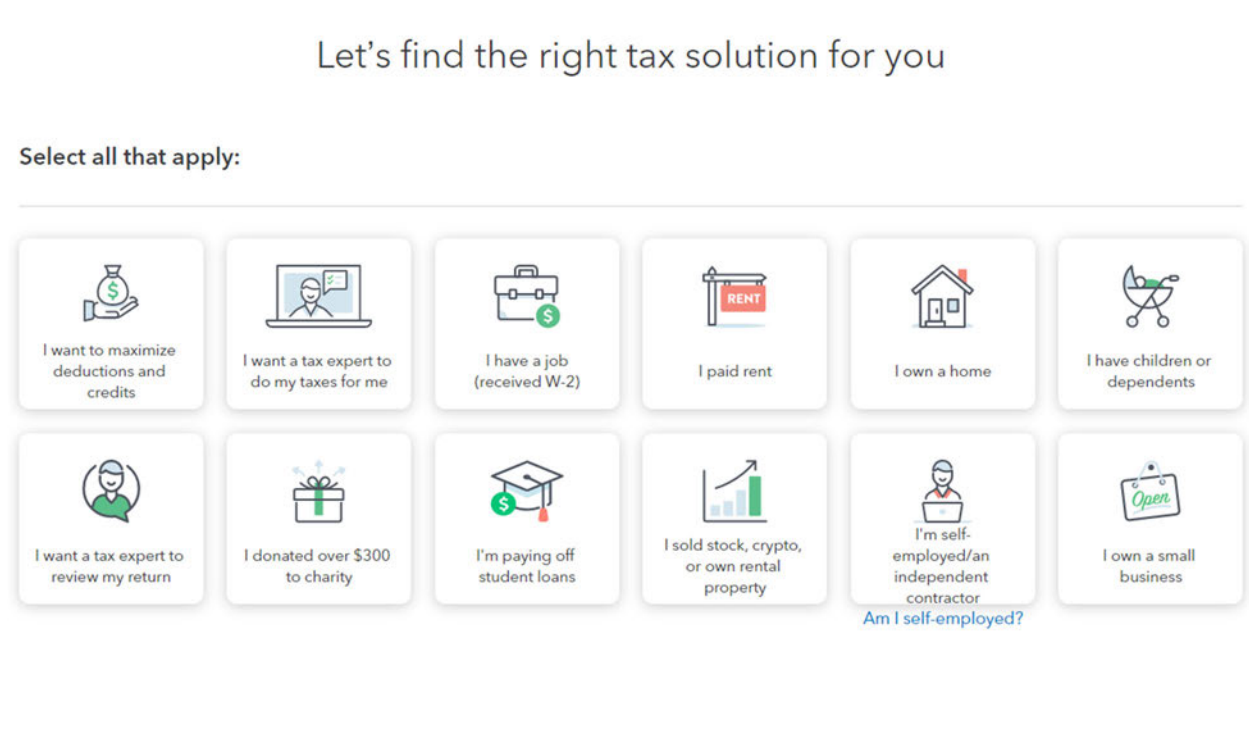 Let’s find the right tax solution for you
Select all that apply:
$
I want to maximize
deductions and
credits
I want a tax expert to
do my taxes for me
$
I have a job
(received W-2)
RENT
I paid rent
I own a home
I have children or
dependents
I want a tax expert to
review my return
I donated over $300
to charity
$
I'm paying off
student loans
I sold stock, crypto,
or own rental
property
I'm self-
employed/an
independent
contractor
Am I self-employed?
Open
I own a small
business